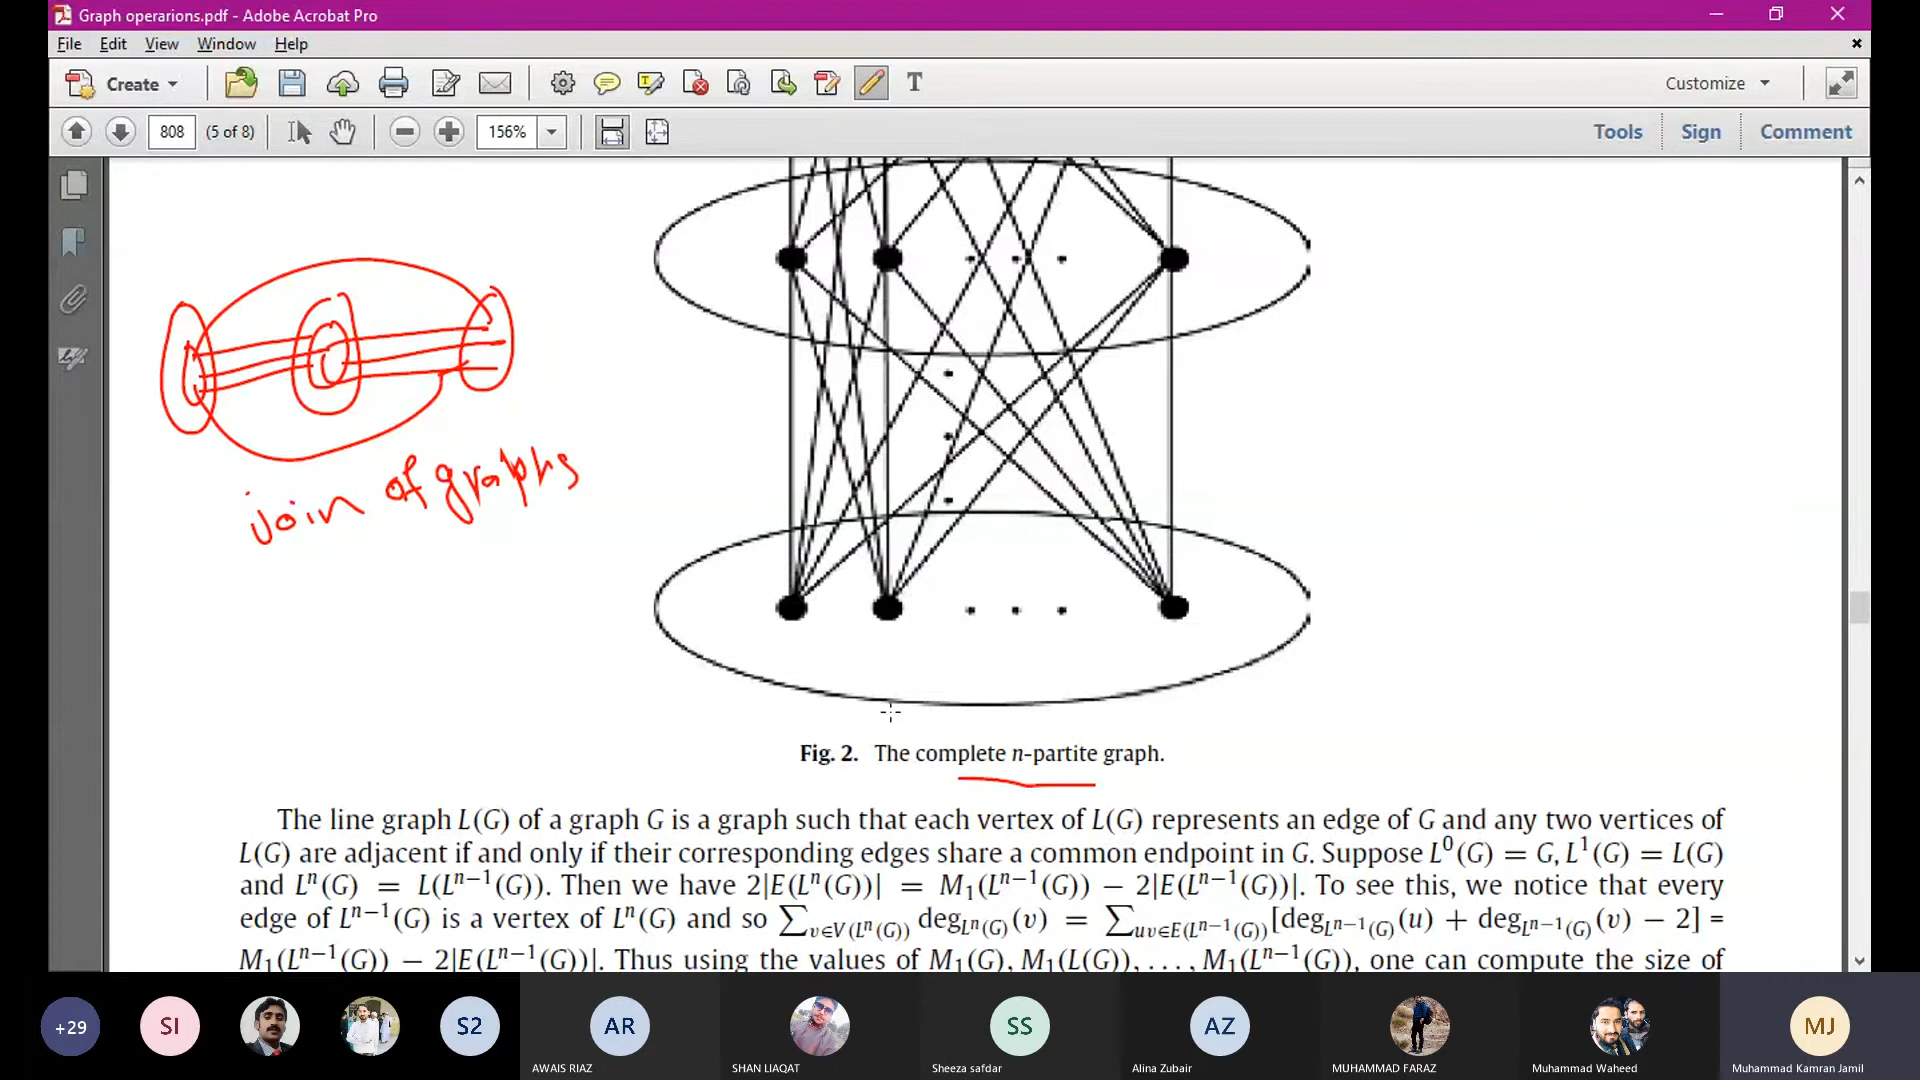 Graph operarions.pdf - Adobe Acrobat Pro
File Edit View Window Help
Create Customize
808 (5 of 8) 156% Tools Sign Comment
join of graphs
Fig. 2. The complete n-partite graph.
The line graph L(G) of a graph G is a graph such that each vertex of L(G) represents an edge of G and any two vertices of
L(G) are adjacent if and only if their corresponding edges share a common endpoint in G. Suppose L⁰(G) = G, L¹(G) = L(G)
and Lⁿ(G) = L(Lⁿ⁻¹(G)). Then we have 2|E(Lⁿ(G))| = M₁(Lⁿ⁻¹(G)) − 2|E(Lⁿ⁻¹(G))|. To see this, we notice that every
edge of Lⁿ⁻¹(G) is a vertex of Lⁿ(G) and so ∑_{v∈V(Lⁿ(G))} deg_{Lⁿ(G)}(v) = ∑_{uv∈E(Lⁿ⁻¹(G))}[deg_{Lⁿ⁻¹(G)}(u) + deg_{Lⁿ⁻¹(G)}(v) − 2] =
M₁(Lⁿ⁻¹(G)) − 2|E(Lⁿ⁻¹(G))|. Thus using the values of M₁(G), M₁(L(G)), . . . , M₁(Lⁿ⁻¹(G)), one can compute the size of
+29 SI S2 AR SS AZ MJ
AWAIS RIAZ SHAN LIAQAT Sheeza safdar Alina Zubair MUHAMMAD FARAZ Muhammad Waheed Muhammad Kamran Jamil